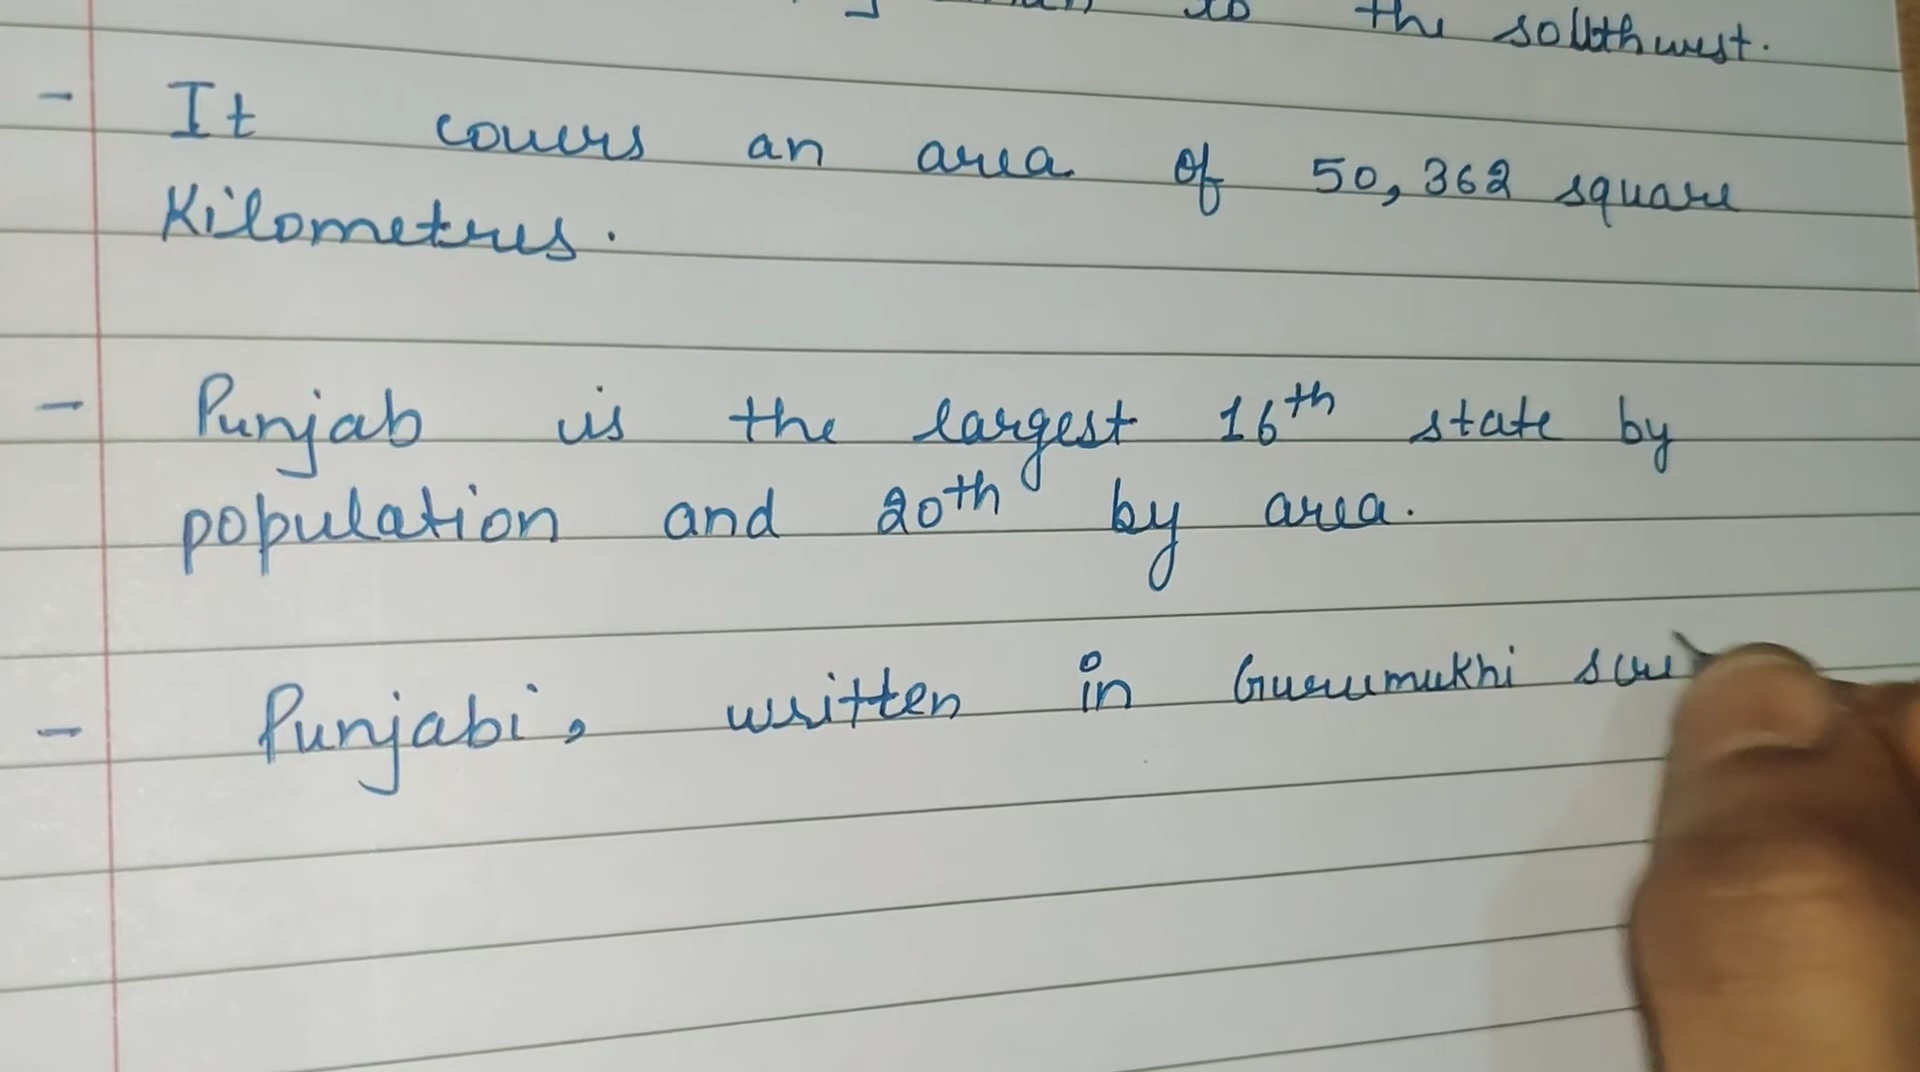 to the southwest.
- It covers an area of 50,362 square
Kilometres.
- Punjab is the largest 16th state by
population and 20th by area.
- Punjabi, written in Gurumukhi